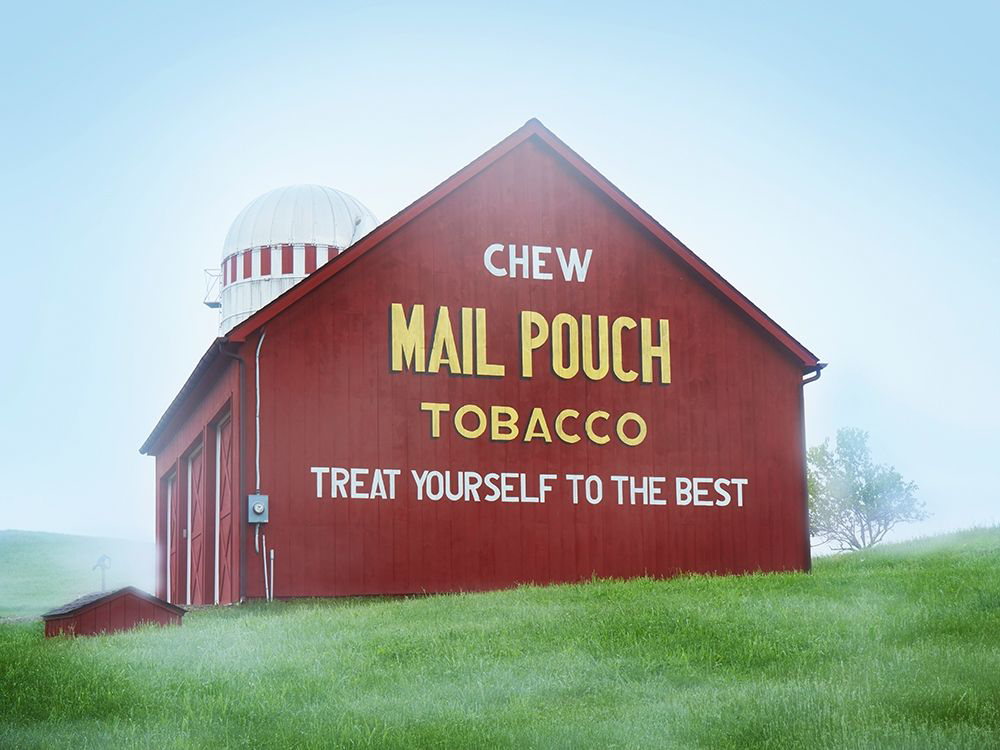 CHEW
MAIL POUCH
TOBACCO
TREAT YOURSELF TO THE BEST